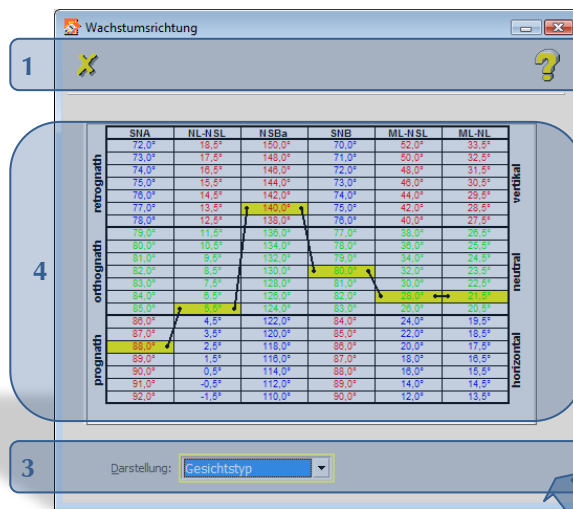 Wachstumsrichtung
1
SNA NL-NSL NSBa SNB ML-NSL ML-NL
72,0° 18,5° 150,0° 70,0° 52,0° 33,5°
73,0° 17,5° 148,0° 71,0° 50,0° 32,5°
74,0° 16,5° 146,0° 72,0° 48,0° 31,5°
75,0° 15,5° 144,0° 73,0° 46,0° 30,5°
76,0° 14,5° 142,0° 74,0° 44,0° 29,5°
77,0° 13,5° 140,0° 75,0° 42,0° 28,5°
78,0° 12,5° 138,0° 76,0° 40,0° 27,5°
retrognath
vertikal
79,0° 11,5° 136,0° 77,0° 38,0° 26,5°
80,0° 10,5° 134,0° 78,0° 36,0° 25,5°
81,0° 9,5° 132,0° 79,0° 34,0° 24,5°
82,0° 8,5° 130,0° 80,0° 32,0° 23,5°
83,0° 7,5° 128,0° 81,0° 30,0° 22,5°
84,0° 6,5° 126,0° 82,0° 28,0° 21,5°
85,0° 5,5° 124,0° 83,0° 26,0° 20,5°
orthognath
neutral
4
86,0° 4,5° 122,0° 84,0° 24,0° 19,5°
87,0° 3,5° 120,0° 85,0° 22,0° 18,5°
88,0° 2,5° 118,0° 86,0° 20,0° 17,5°
89,0° 1,5° 116,0° 87,0° 18,0° 16,5°
90,0° 0,5° 114,0° 88,0° 16,0° 15,5°
91,0° -0,5° 112,0° 89,0° 14,0° 14,5°
92,0° -1,5° 110,0° 90,0° 12,0° 13,5°
prognath
horizontal
3
Darstellung: Gesichtstyp